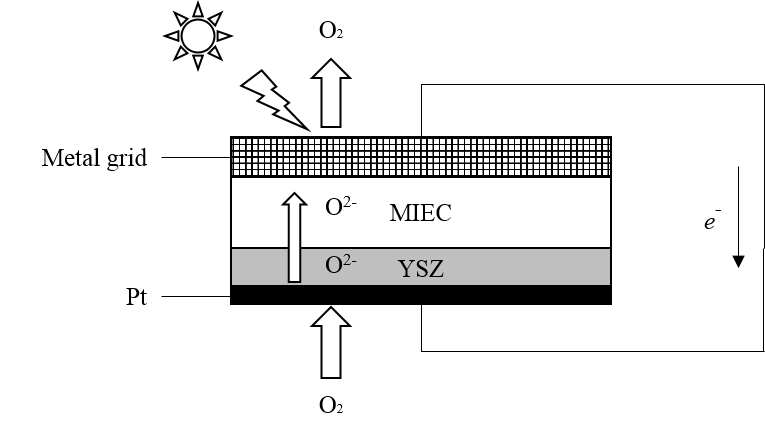 O₂
Metal grid
O²⁻ MIEC
e⁻
O²⁻ YSZ
Pt
O₂